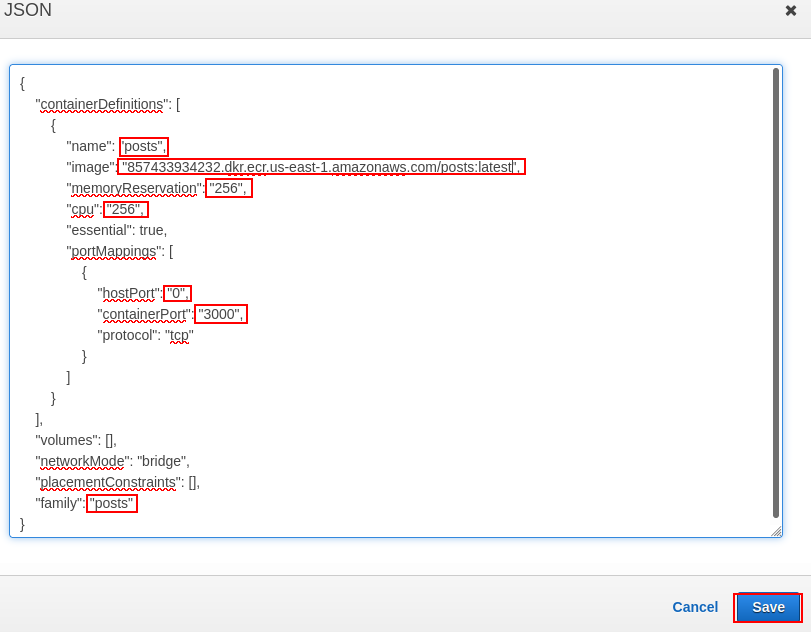 JSON ✖
{
"containerDefinitions": [
{
"name": "posts",
"image": "857433934232.dkr.ecr.us-east-1.amazonaws.com/posts:latest",
"memoryReservation": "256",
"cpu": "256",
"essential": true,
"portMappings": [
{
"hostPort": "0",
"containerPort": "3000",
"protocol": "tcp"
}
]
}
],
"volumes": [],
"networkMode": "bridge",
"placementConstraints": [],
"family": "posts"
}
Cancel Save